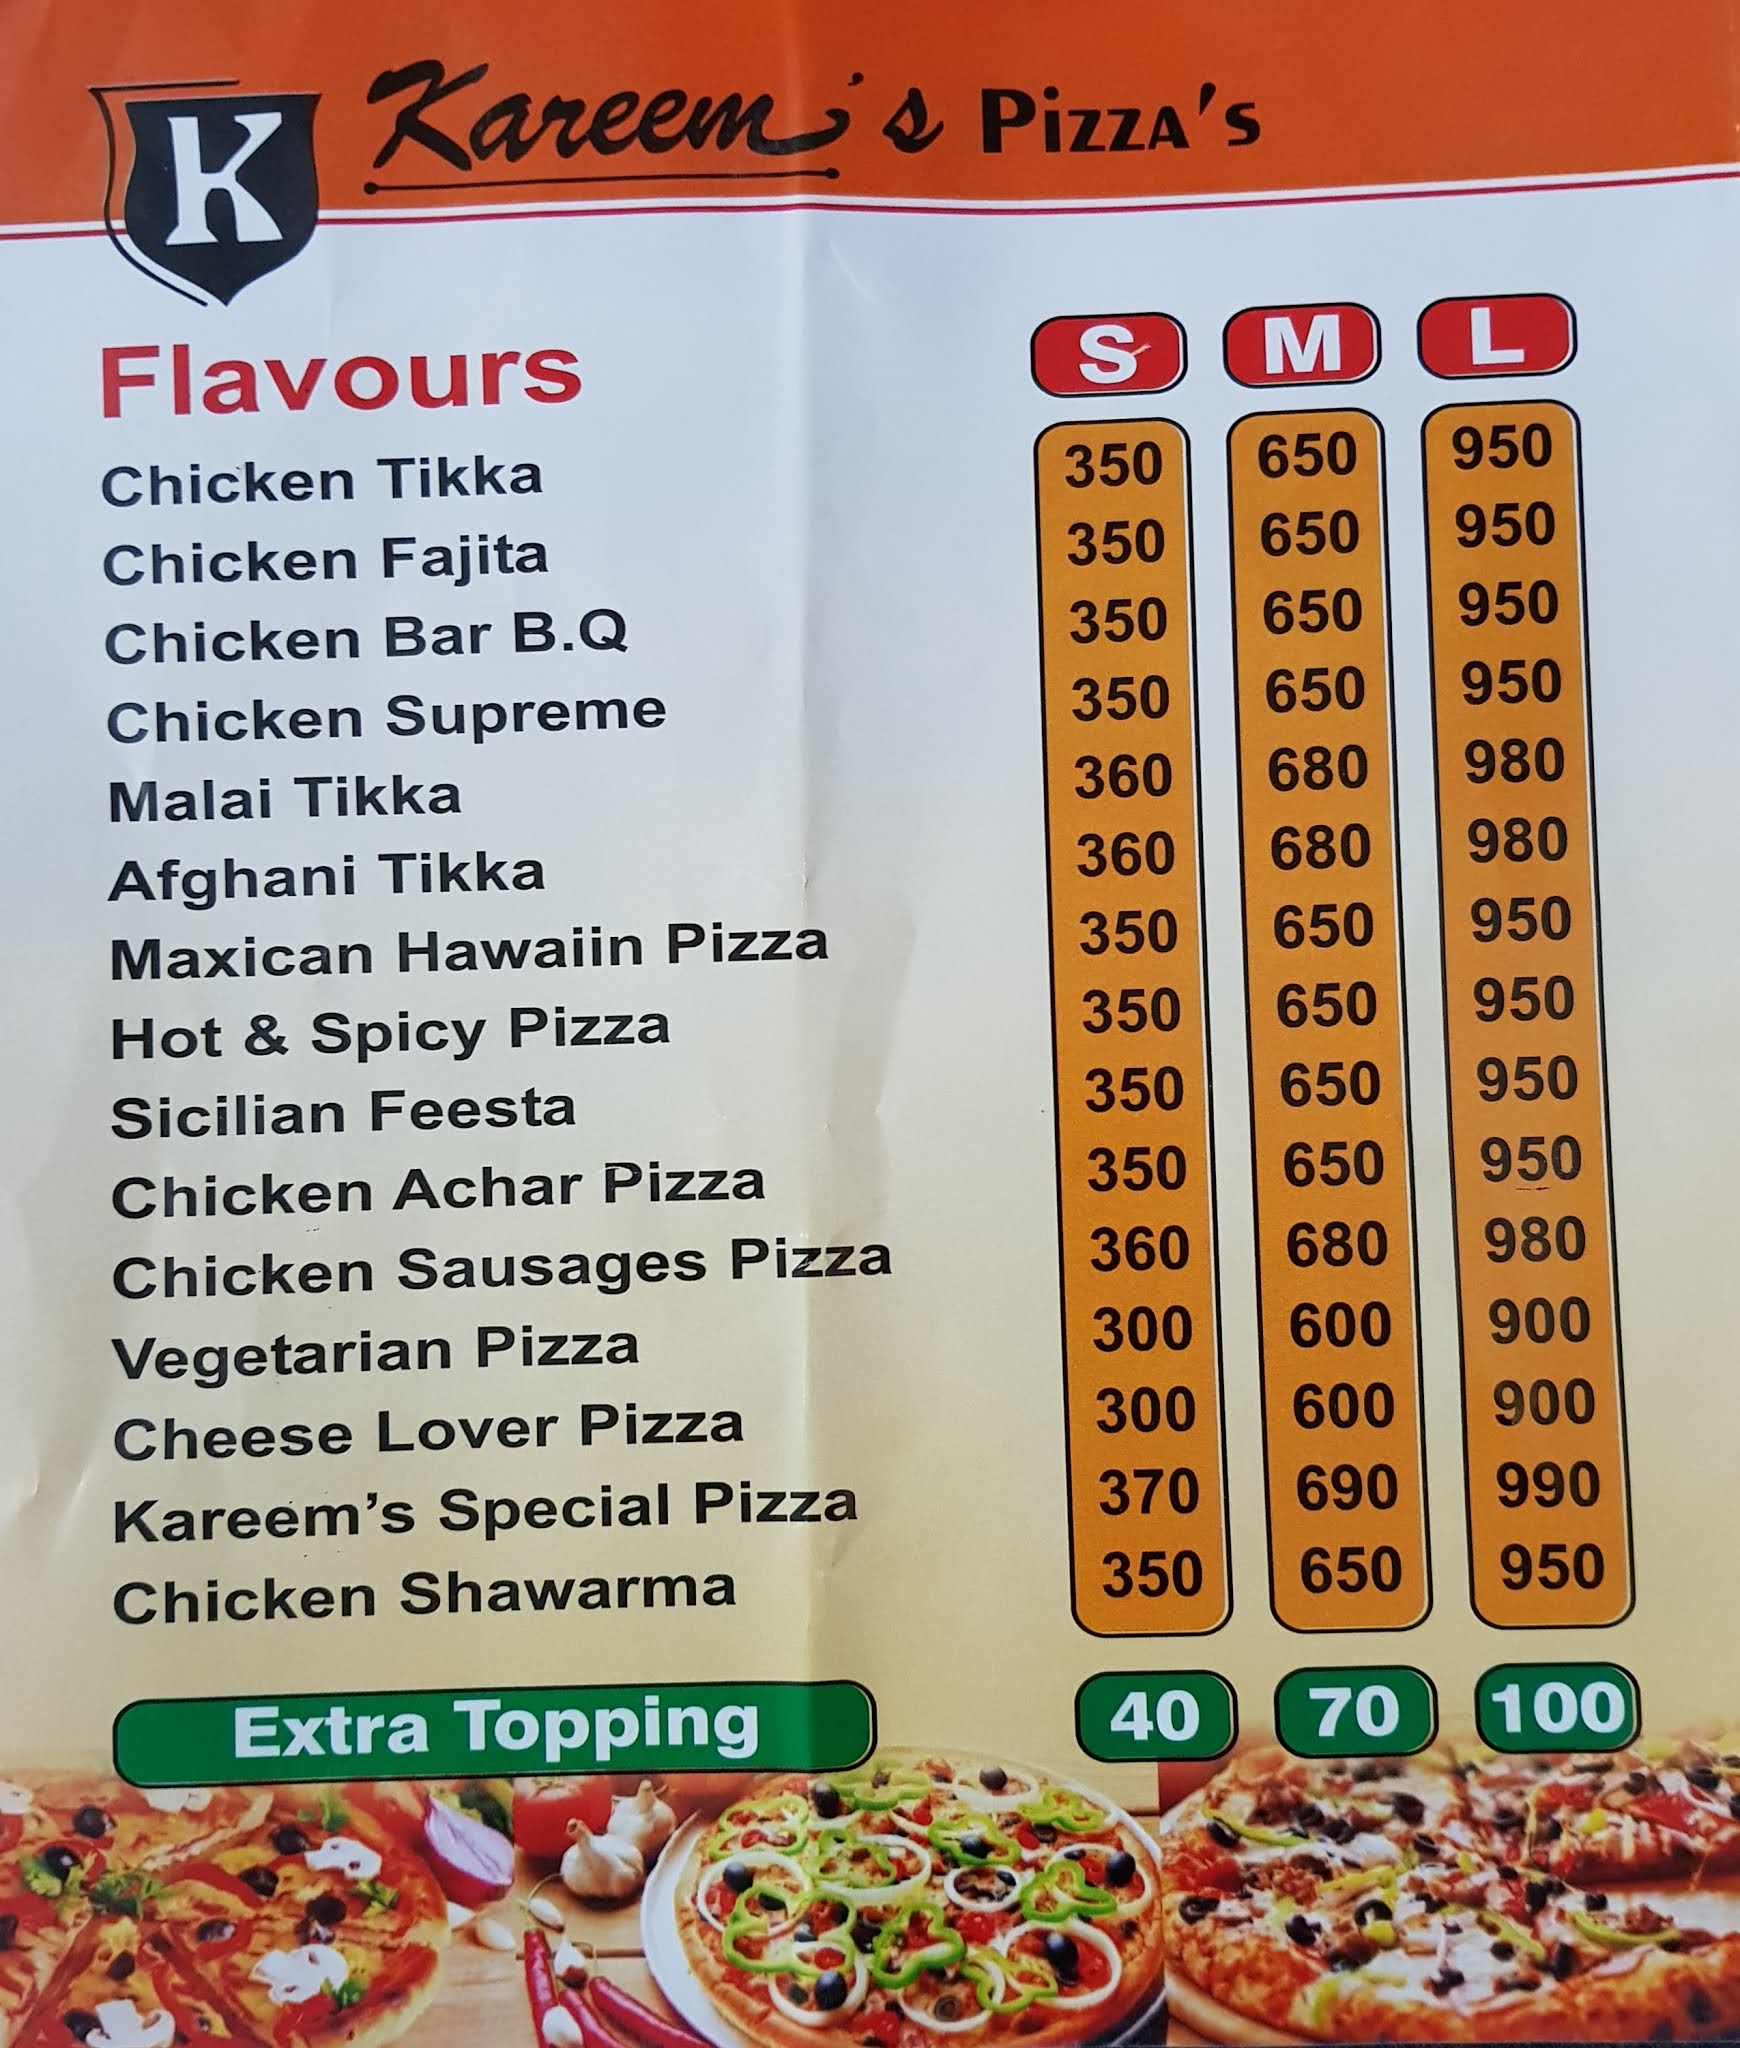 K Kareem's Pizza's
Flavours S M L
Chicken Tikka 350 650 950
Chicken Fajita 350 650 950
Chicken Bar B.Q 350 650 950
Chicken Supreme 350 650 950
Malai Tikka 360 680 980
Afghani Tikka 360 680 980
Maxican Hawaiin Pizza 350 650 950
Hot & Spicy Pizza 350 650 950
Sicilian Feesta 350 650 950
Chicken Achar Pizza 350 650 950
Chicken Sausages Pizza 360 680 980
Vegetarian Pizza 300 600 900
Cheese Lover Pizza 300 600 900
Kareem's Special Pizza 370 690 990
Chicken Shawarma 350 650 950
Extra Topping 40 70 100